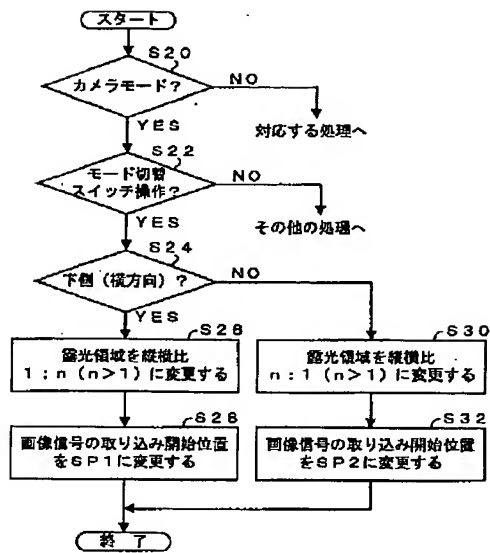 スタート
S20
カメラモード?
NO
YES
対応する処理へ
S22
モード切替
スイッチ操作?
NO
YES
その他の処理へ
S24
下側(横方向)?
NO
YES
S26
露光領域を縦横比
1:n(n>1)に変更する
S30
露光領域を縦横比
n:1(n>1)に変更する
S28
画像信号の取り込み開始位置
をSP1に変更する
S32
画像信号の取り込み開始位置
をSP2に変更する
終了